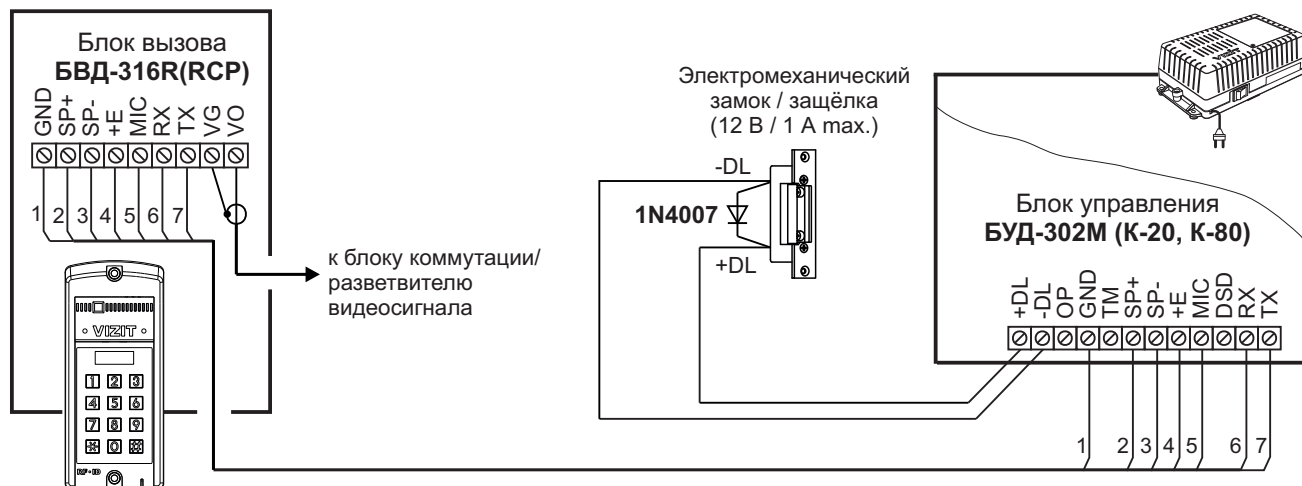 Блок вызова
БВД-316R(RCP)
GND
SP+
SP-
+E
MIC
RX
TX
VG
VO
1 2 3 4 5 6 7
к блоку коммутации/
разветвителю
видеосигнала
VIZIT
1 2 3
4 5 6
7 8 9
* 0 #
RF-ID
Электромеханический
замок / защёлка
(12 В / 1 А max.)
-DL
1N4007
+DL
VIZIT
Блок управления
БУД-302М (К-20, К-80)
+DL
-DL
OP
GND
TM
SP+
SP-
+E
MIC
DSD
RX
TX
1 2 3 4 5 6 7